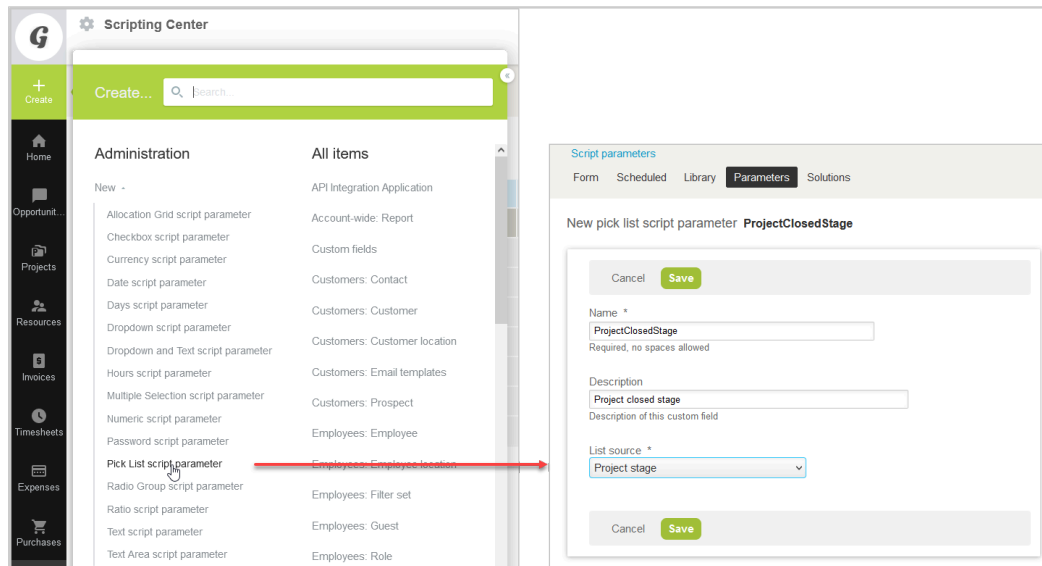 G
Scripting Center
Create
Home
Opportunit...
Projects
Resources
Invoices
Timesheets
Expenses
Purchases
Create...
Search...
Administration
New -
Allocation Grid script parameter
Checkbox script parameter
Currency script parameter
Date script parameter
Days script parameter
Dropdown script parameter
Dropdown and Text script parameter
Hours script parameter
Multiple Selection script parameter
Numeric script parameter
Password script parameter
Pick List script parameter
Radio Group script parameter
Ratio script parameter
Text script parameter
Text Area script parameter
All items
API Integration Application
Account-wide: Report
Custom fields
Customers: Contact
Customers: Customer
Customers: Customer location
Customers: Email templates
Customers: Prospect
Employees: Employee
Employees: Employee location
Employees: Filter set
Employees: Guest
Employees: Role
Script parameters
Form Scheduled Library Parameters Solutions
New pick list script parameter ProjectClosedStage
Cancel Save
Name *
ProjectClosedStage
Required, no spaces allowed
Description
Project closed stage
Description of this custom field
List source *
Project stage
Cancel Save